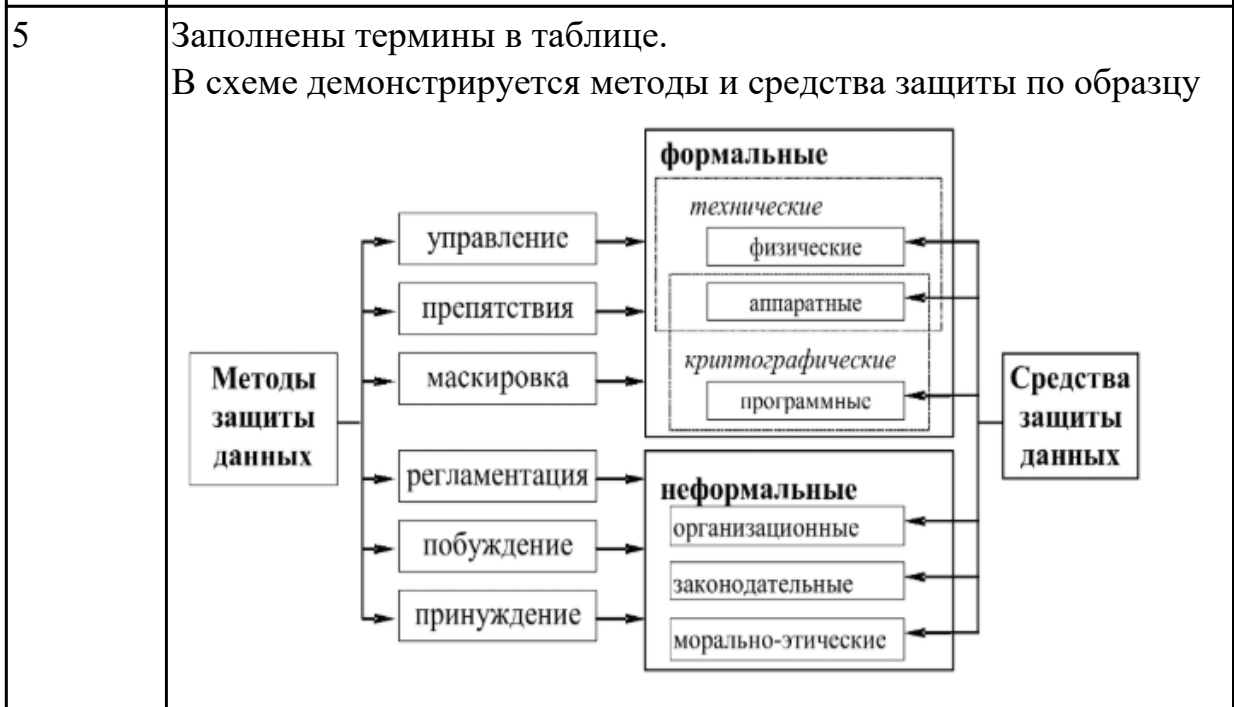 5
Заполнены термины в таблице.
В схеме демонстрируется методы и средства защиты по образцу
Методы
защиты
данных
управление
препятствия
маскировка
регламентация
побуждение
принуждение
формальные
технические
физические
аппаратные
криптографические
программные
неформальные
организационные
законодательные
морально-этические
Средства
защиты
данных